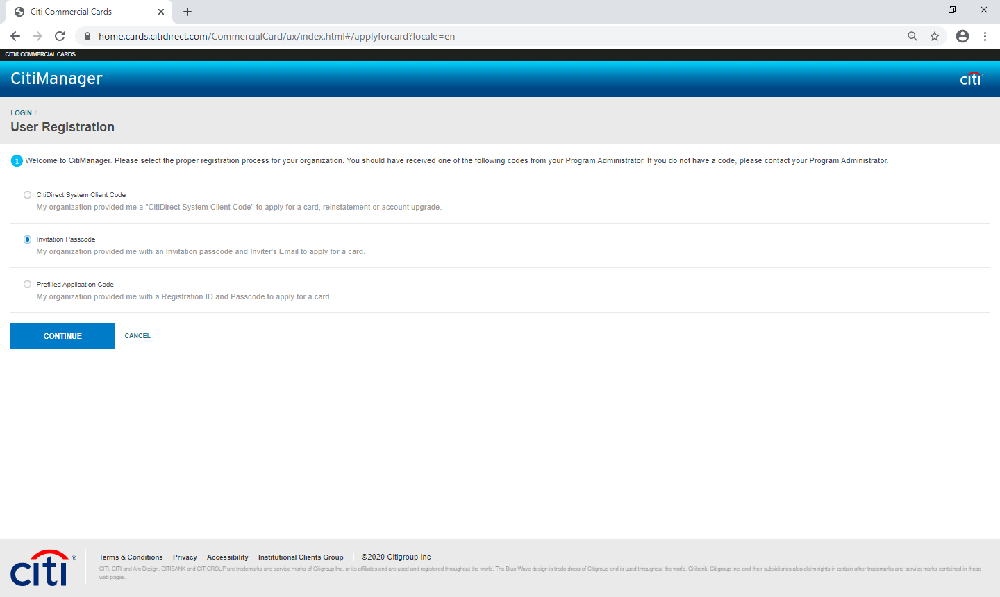 Citi Commercial Cards
home.cards.citidirect.com/CommercialCard/ux/index.html#/applyforcard?locale=en
CITI® COMMERCIAL CARDS
CitiManager
citi
LOGIN /
User Registration
i Welcome to CitiManager. Please select the proper registration process for your organization. You should have received one of the following codes from your Program Administrator. If you do not have a code, please contact your Program Administrator.
CitiDirect System Client Code
My organization provided me a "CitiDirect System Client Code" to apply for a card, reinstatement or account upgrade.
Invitation Passcode
My organization provided me with an Invitation passcode and Inviter's Email to apply for a card.
Prefilled Application Code
My organization provided me with a Registration ID and Passcode to apply for a card.
CONTINUE CANCEL
citi®
Terms & Conditions Privacy Accessibility Institutional Clients Group ©2020 Citigroup Inc
CITI, CITI and Arc Design, CITIBANK and CITIGROUP are trademarks and service marks of Citigroup Inc. or its affiliates and are used and registered throughout the world. The Blue Wave design is trade dress of Citigroup and is used throughout the world. Citibank, Citigroup Inc. and their subsidiaries also claim rights in certain other trademarks and service marks contained in these
web pages.